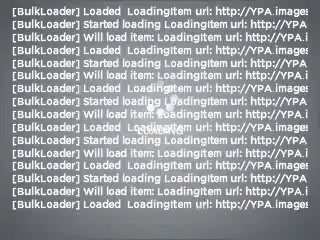 [BulkLoader] Loaded  LoadingItem url: http://YPA.images
[BulkLoader] Started loading LoadingItem url: http://YPA
[BulkLoader] Will load item: LoadingItem url: http://YPA.i
[BulkLoader] Loaded  LoadingItem url: http://YPA.images
[BulkLoader] Started loading LoadingItem url: http://YPA
[BulkLoader] Will load item: LoadingItem url: http://YPA.i
[BulkLoader] Loaded  LoadingItem url: http://YPA.images
[BulkLoader] Started loading LoadingItem url: http://YPA
[BulkLoader] Will load item: LoadingItem url: http://YPA.i
[BulkLoader] Loaded  LoadingItem url: http://YPA.images
LOADING
[BulkLoader] Started loading LoadingItem url: http://YPA
[BulkLoader] Will load item: LoadingItem url: http://YPA.i
[BulkLoader] Loaded  LoadingItem url: http://YPA.images
[BulkLoader] Started loading LoadingItem url: http://YPA
[BulkLoader] Will load item: LoadingItem url: http://YPA.i
[BulkLoader] Loaded  LoadingItem url: http://YPA.images